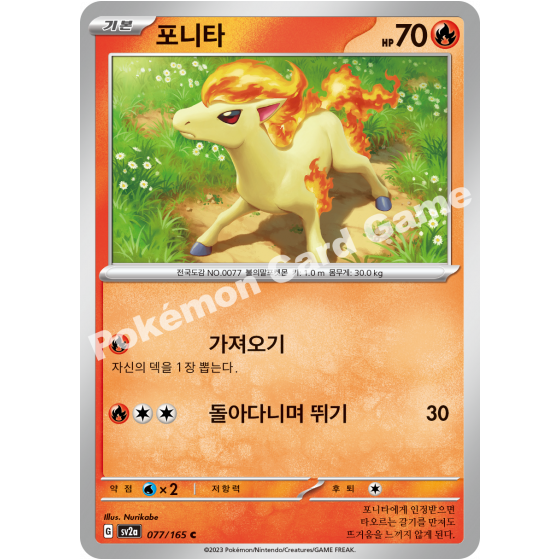 기본 포니타 HP 70
전국도감 NO.0077 불의말포켓몬 키: 1.0 m 몸무게: 30.0 kg
Pokémon Card Game
가져오기
자신의 덱을 1장 뽑는다.
돌아다니며 뛰기 30
약점 ×2 저항력 후퇴
Illus. Nurikabe
G sv2a 077/165 C
포니타에게 인정받으면
타오르는 갈기를 만져도
뜨거움을 느끼지 않게 된다.
©2023 Pokémon/Nintendo/Creatures/GAME FREAK.